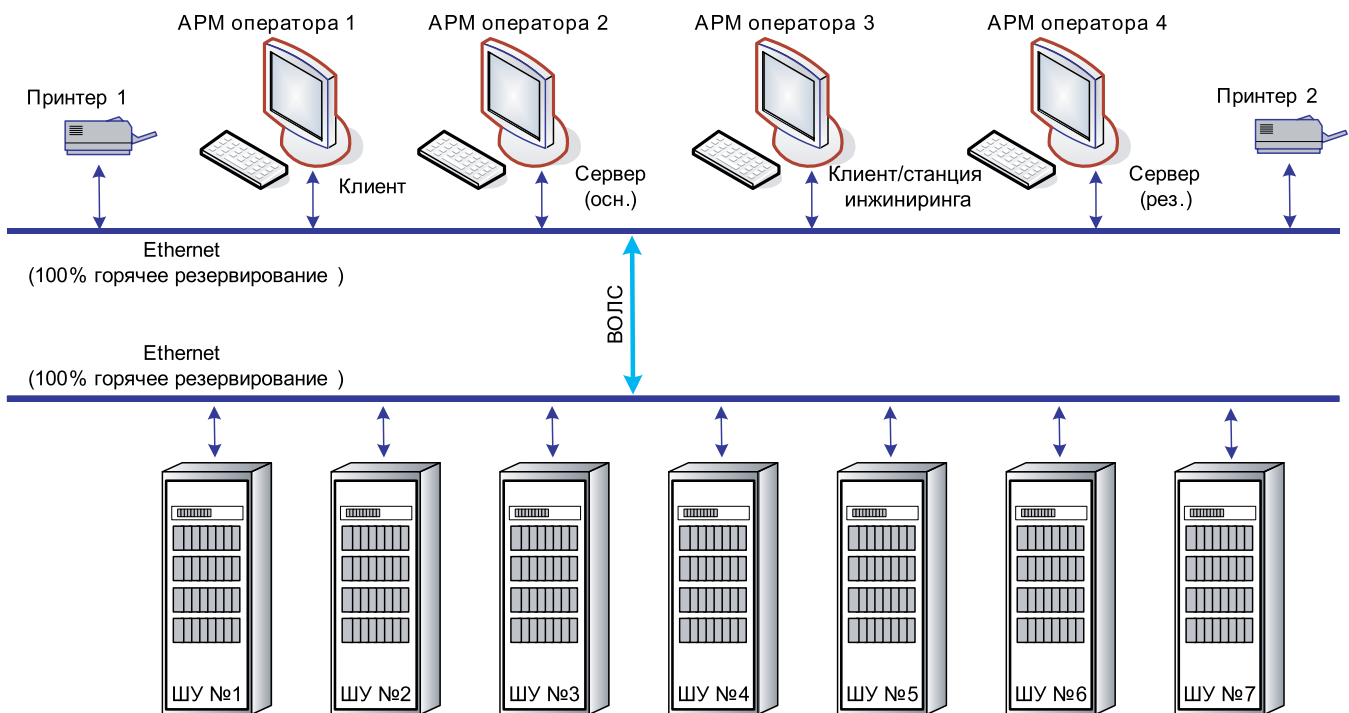 АРМ оператора 1
АРМ оператора 2
АРМ оператора 3
АРМ оператора 4
Принтер 1
Принтер 2
Клиент
Сервер
(осн.)
Клиент/станция
инжиниринга
Сервер
(рез.)
Ethernet
(100% горячее резервирование )
ВОЛС
Ethernet
(100% горячее резервирование )
ШУ №1
ШУ №2
ШУ №3
ШУ №4
ШУ №5
ШУ №6
ШУ №7